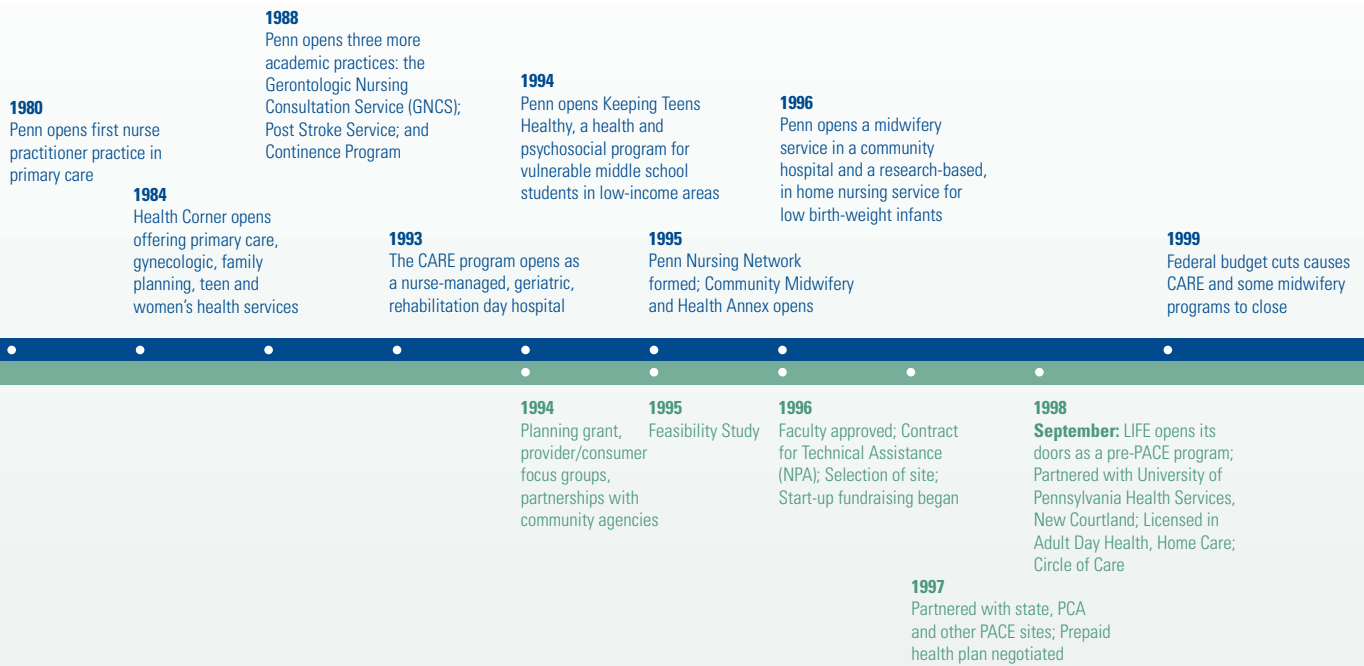 1980
Penn opens first nurse
practitioner practice in
primary care
1984
Health Corner opens
offering primary care,
gynecologic, family
planning, teen and
women's health services
1988
Penn opens three more
academic practices: the
Gerontologic Nursing
Consultation Service (GNCS);
Post Stroke Service; and
Continence Program
1993
The CARE program opens as
a nurse-managed, geriatric,
rehabilitation day hospital
1994
Penn opens Keeping Teens
Healthy, a health and
psychosocial program for
vulnerable middle school
students in low-income areas
1995
Penn Nursing Network
formed; Community Midwifery
and Health Annex opens
1996
Penn opens a midwifery
service in a community
hospital and a research-based,
in home nursing service for
low birth-weight infants
1999
Federal budget cuts causes
CARE and some midwifery
programs to close
1994
Planning grant,
provider/consumer
focus groups,
partnerships with
community agencies
1995
Feasibility Study
1996
Faculty approved; Contract
for Technical Assistance
(NPA); Selection of site;
Start-up fundraising began
1997
Partnered with state, PCA
and other PACE sites; Prepaid
health plan negotiated
1998
September: LIFE opens its
doors as a pre-PACE program;
Partnered with University of
Pennsylvania Health Services,
New Courtland; Licensed in
Adult Day Health, Home Care;
Circle of Care